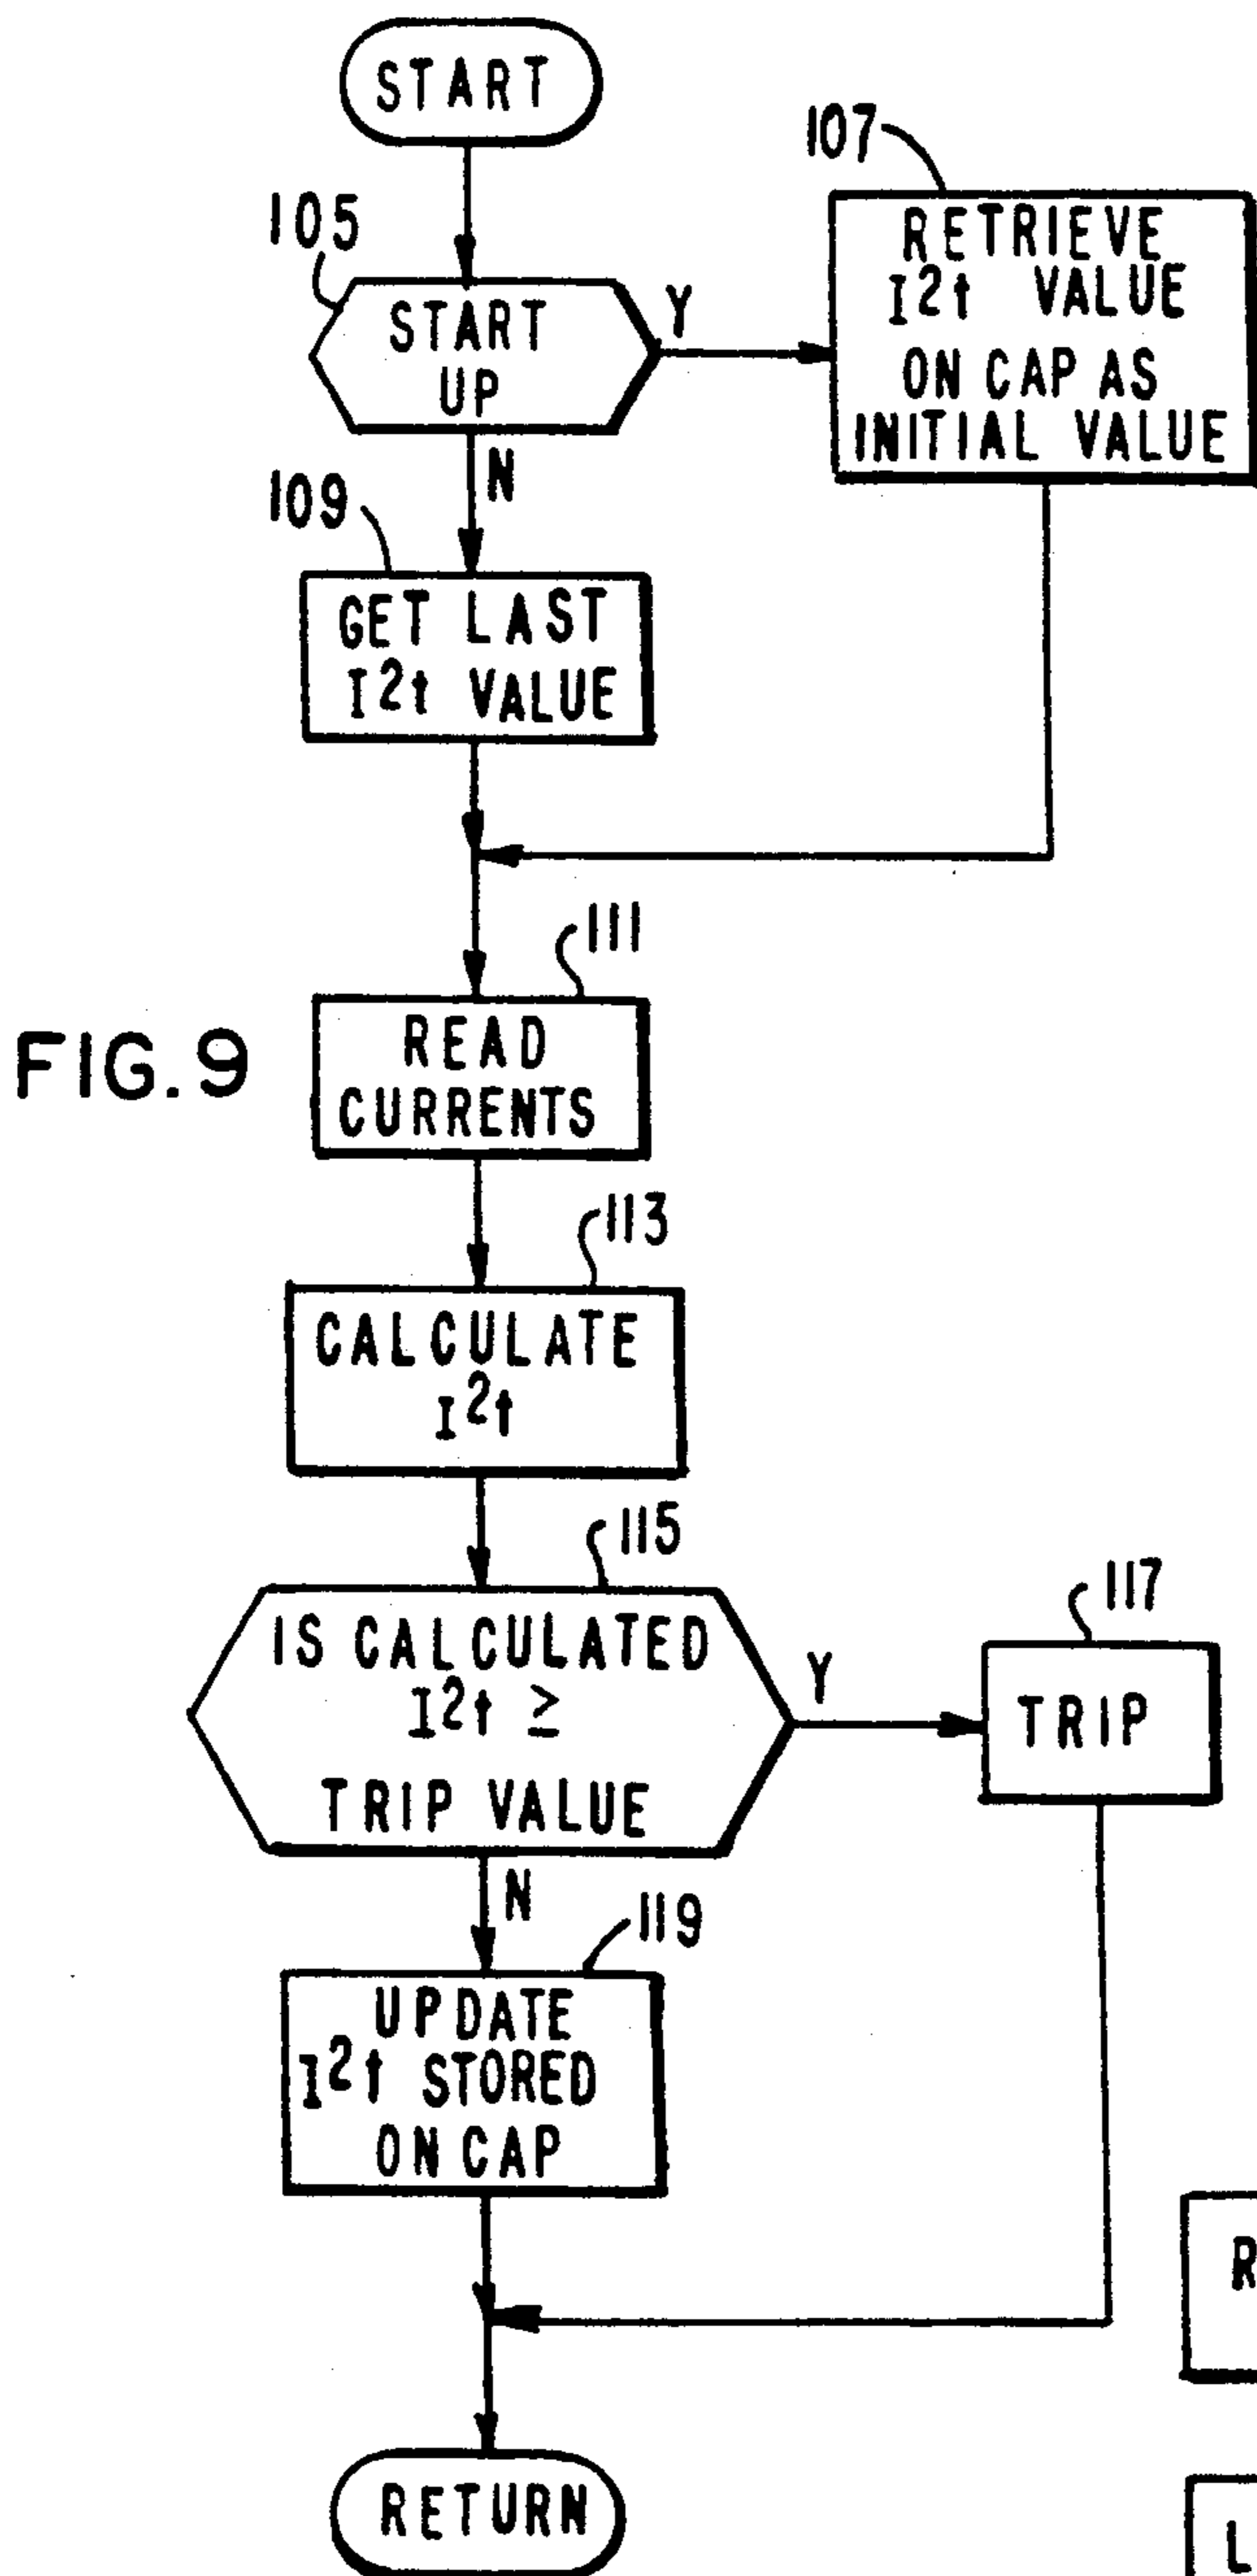 START
105
START
UP
Y
107
RETRIEVE
I²t VALUE
ON CAP AS
INITIAL VALUE
N
109
GET LAST
I²t VALUE
111
READ
CURRENTS
FIG. 9
113
CALCULATE
I²t
115
IS CALCULATED
I²t ≥
TRIP VALUE
Y
117
TRIP
N
119
UPDATE
I²t STORED
ON CAP
R
RETURN
L